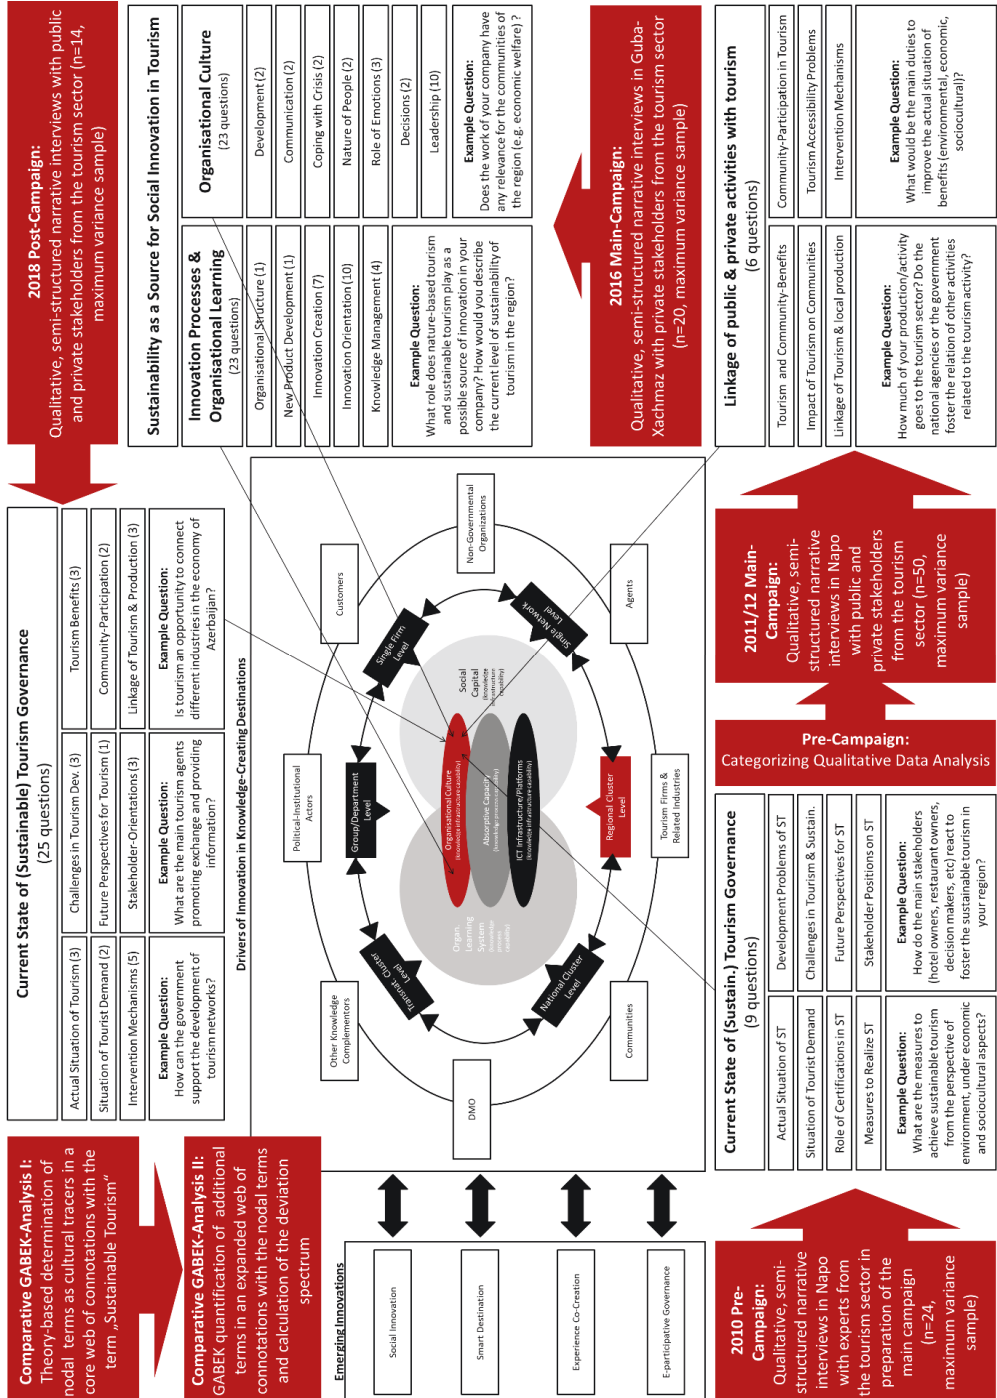 Comparative GABEK-Analysis I:
Theory-based determination of
nodal terms as cultural tracers in a
core web of connotations with the
term „Sustainable Tourism“
Comparative GABEK-Analysis II:
GABEK quantification of additional
terms in an expanded web of
connotations with the nodal terms
and calculation of the deviation
spectrum
Current State of (Sustainable) Tourism Governance
(25 questions)
Actual Situation of Tourism (3)
Challenges in Tourism Dev. (3)
Tourism Benefits (3)
Situation of Tourist Demand (2)
Future Perspectives for Tourism (1)
Community-Participation (2)
Intervention Mechanisms (5)
Stakeholder-Orientations (3)
Linkage of Tourism & Production (3)
Example Question:
How can the government
support the development of
tourism networks?
Example Question:
What are the main tourism agents
promoting exchange and providing
information?
Example Question:
Is tourism an opportunity to connect
different industries in the economy of
Azerbaijan?
2018 Post-Campaign:
Qualitative, semi-structured narrative interviews with public
and private stakeholders from the tourism sector (n=14,
maximum variance sample)
Sustainability as a Source for Social Innovation in Tourism
Innovation Processes &
Organisational Learning
(23 questions)
Organisational Structure (1)
New Product Development (1)
Innovation Creation (7)
Innovation Orientation (10)
Knowledge Management (4)
Example Question:
What role does nature-based tourism
and sustainable tourism play as a
possible source of innovation in your
company? How would you describe
the current level of sustainability of
tourism in the region?
Organisational Culture
(23 questions)
Development (2)
Communication (2)
Coping with Crisis (2)
Nature of People (2)
Role of Emotions (3)
Decisions (2)
Leadership (10)
Example Question:
Does the work of your company have
any relevance for the communities of
the region (e.g. economic welfare) ?
Emerging Innovations
Social Innovation
Smart Destination
Experience Co-Creation
E-participative Governance
Drivers of Innovation in Knowledge-Creating Destinations
Other Knowledge
Complementors
Political-Institutional
Actors
Customers
DMO
Non-Governmental
Organizations
Communities
Tourism Firms &
Related Industries
Agents
Transnat. Cluster
Level
Group/Department
Level
Single Firm
Level
National Cluster
Level
Regional Cluster
Level
Single Network
Level
Organ.
Learning
System
(knowledge
process
capability)
Organisational Culture
(knowledge infrastructure capability)
Absorptive Capacity
(knowledge process capability)
ICT Infrastructure/Platforms
(knowledge infrastructure capability)
Social
Capital
(knowledge
infrastructure
capability)
2016 Main-Campaign:
Qualitative, semi-structured narrative interviews in Guba-
Xachmaz with private stakeholders from the tourism sector
(n=20, maximum variance sample)
2010 Pre-
Campaign:
Qualitative, semi-
structured narrative
interviews in Napo
with experts from
the tourism sector in
preparation of the
main campaign
(n=24,
maximum variance
sample)
Current State of (Sustain.) Tourism Governance
(9 questions)
Actual Situation of ST
Development Problems of ST
Situation of Tourist Demand
Challenges in Tourism & Sustain.
Role of Certifications in ST
Future Perspectives for ST
Measures to Realize ST
Stakeholder Positions on ST
Example Question:
What are the measures to
achieve sustainable tourism
from the perspective of
environment, under economic
and sociocultural aspects?
Example Question:
How do the main stakeholders
(hotel owners, restaurant owners,
decision makers, etc) react to
foster the sustainable tourism in
your region?
Pre-Campaign:
Categorizing Qualitative Data Analysis
2011/12 Main-
Campaign:
Qualitative, semi-
structured narrative
interviews in Napo
with public and
private stakeholders
from the tourism
sector (n=50,
maximum variance
sample)
Linkage of public & private activities with tourism
(6 questions)
Tourism and Community-Benefits
Community-Participation in Tourism
Impact of Tourism on Communities
Tourism Accessibility Problems
Linkage of Tourism & local production
Intervention Mechanisms
Example Question:
How much of your production/activity
goes to the tourism sector? Do the
national agencies or the government
foster the relation of other activities
related to the tourism activity?
Example Question:
What would be the main duties to
improve the actual situation of
benefits (environmental, economic,
sociocultural)?